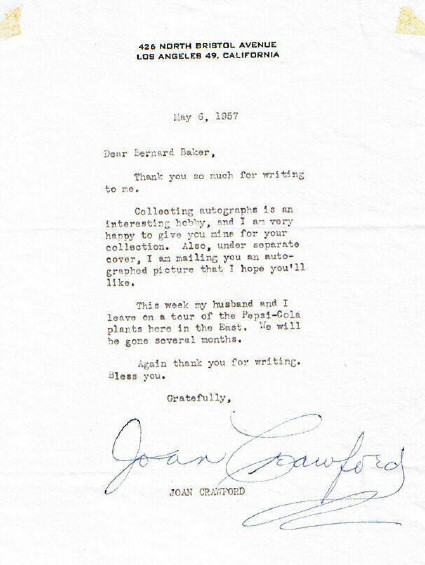 426 NORTH BRISTOL AVENUE
LOS ANGELES 49, CALIFORNIA
May 6, 1957
Dear Bernard Baker,
Thank you so much for writing
to me.
Collecting autographs is an
interesting hobby, and I am very
happy to give you mine for your
collection. Also, under separate
cover, I am mailing you an auto-
graphed picture that I hope you'll
like.
This week my husband and I
leave on a tour of the Pepsi-Cola
plants here in the East. We will
be gone several months.
Again thank you for writing.
Bless you.
Gratefully,
Joan Crawford
JOAN CRAWFORD